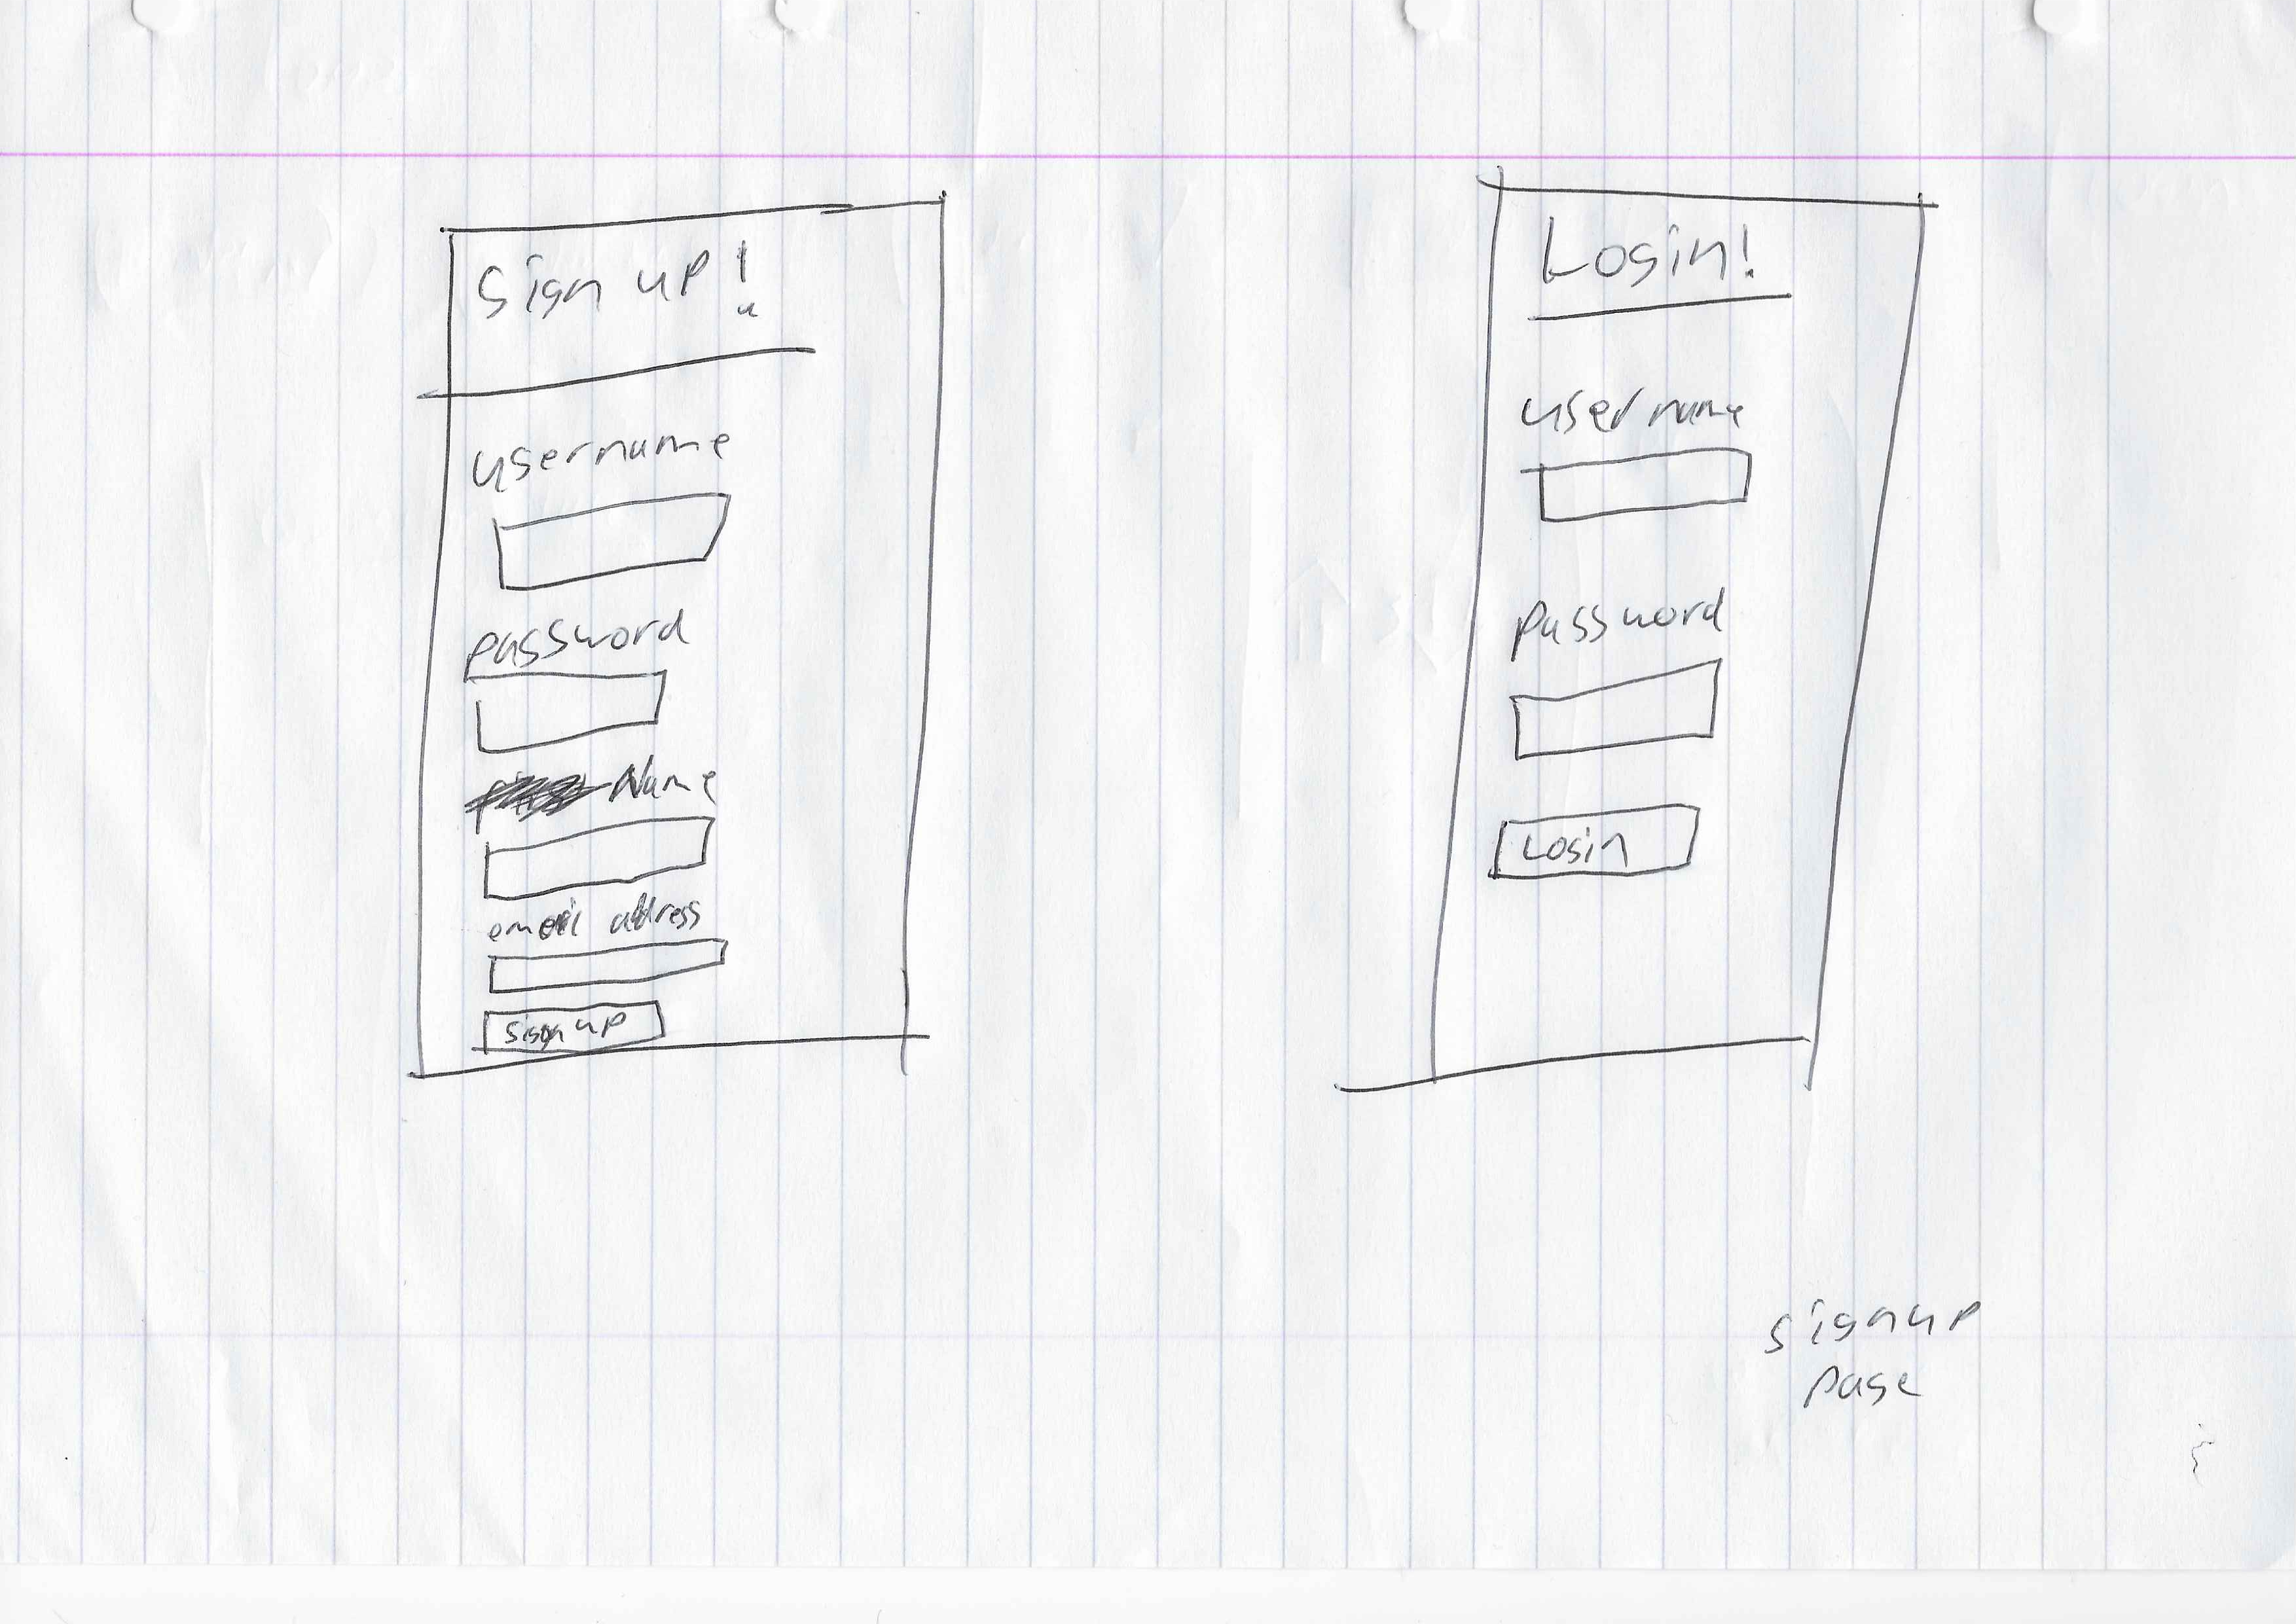 Sign up!
username
password
Name
email address
sign up
Login!
username
password
Login
signup
page